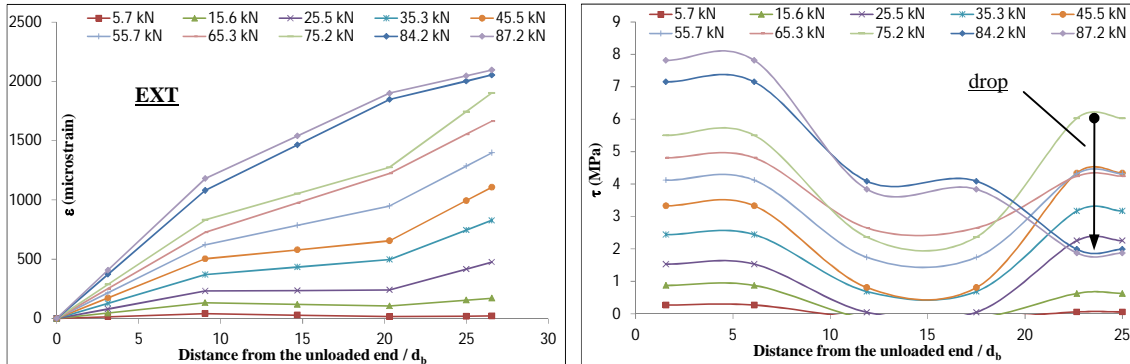 5.7 kN 15.6 kN 25.5 kN 35.3 kN 45.5 kN
55.7 kN 65.3 kN 75.2 kN 84.2 kN 87.2 kN
EXT
ε (microstrain)
2500
2000
1500
1000
500
0
0 5 10 15 20 25 30
Distance from the unloaded end / d_b
5.7 kN 15.6 kN 25.5 kN 35.3 kN 45.5 kN
55.7 kN 65.3 kN 75.2 kN 84.2 kN 87.2 kN
drop
τ (MPa)
9
8
7
6
5
4
3
2
1
0
0 5 10 15 20 25
Distance from the unloaded end / d_b